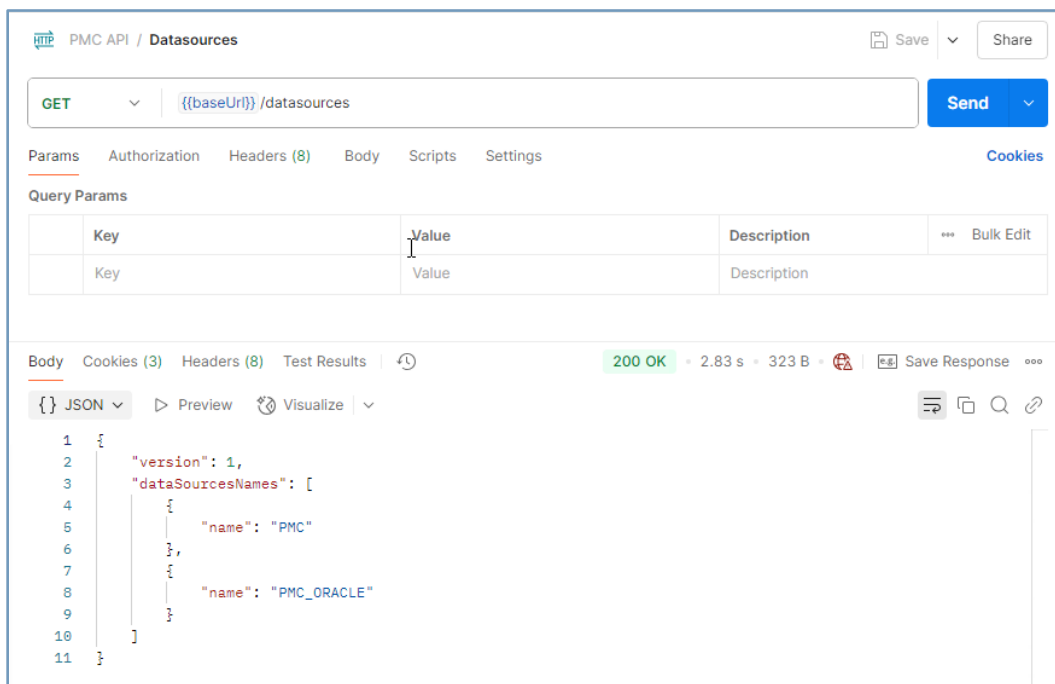 HTTP PMC API / Datasources Save Share
GET {{baseUrl}} /datasources Send
Params Authorization Headers (8) Body Scripts Settings Cookies
Query Params
Key Value Description Bulk Edit
Key Value Description
Body Cookies (3) Headers (8) Test Results 200 OK • 2.83 s • 323 B • e.g. Save Response
{} JSON Preview Visualize
1 {
2 "version": 1,
3 "dataSourcesNames": [
4 {
5 "name": "PMC"
6 },
7 {
8 "name": "PMC_ORACLE"
9 }
10 ]
11 }